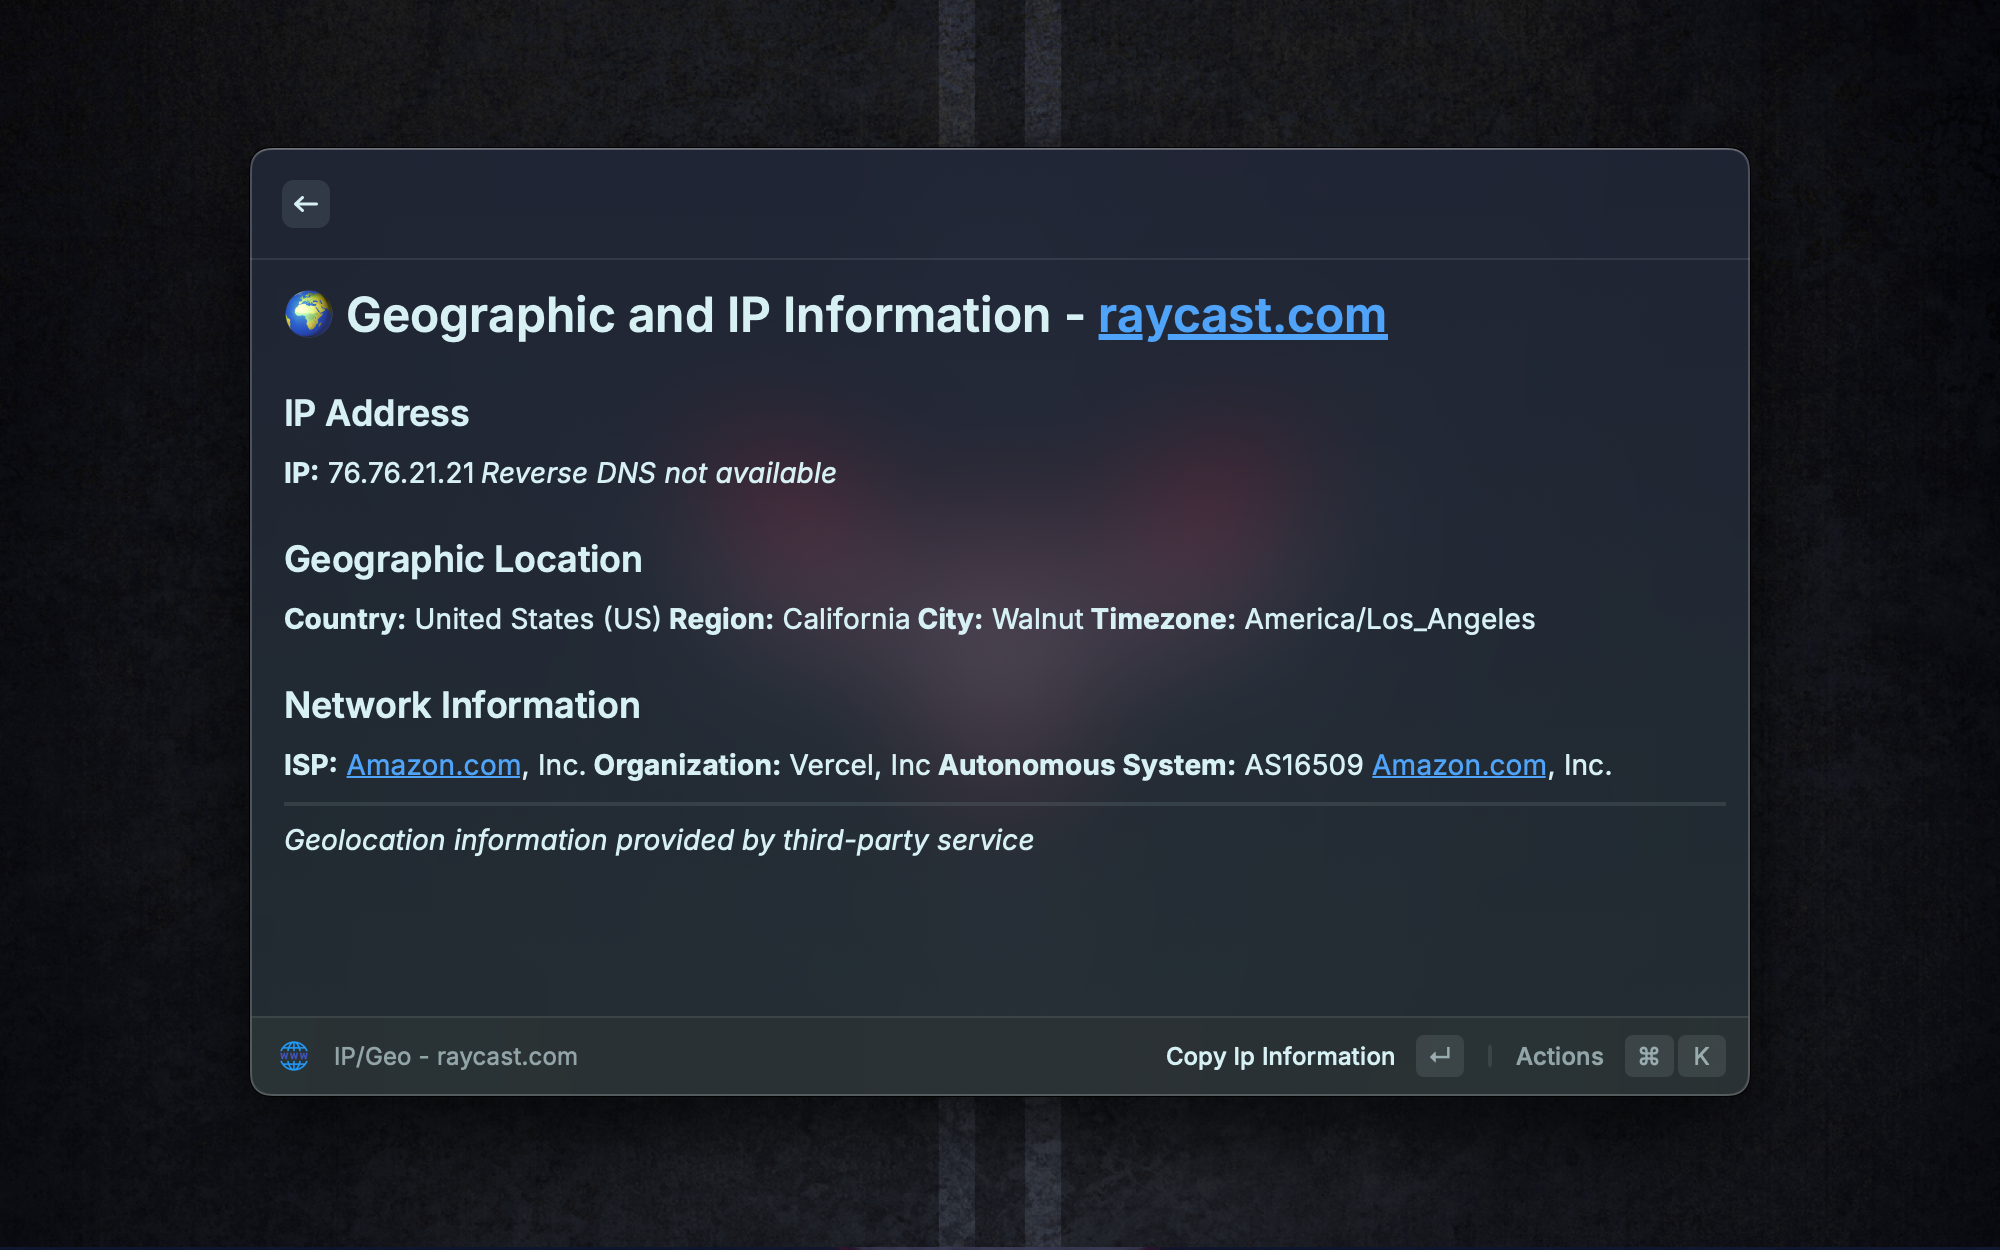 Geographic and IP Information - raycast.com
IP Address
IP: 76.76.21.21 Reverse DNS not available
Geographic Location
Country: United States (US) Region: California City: Walnut Timezone: America/Los_Angeles
Network Information
ISP: Amazon.com, Inc. Organization: Vercel, Inc Autonomous System: AS16509 Amazon.com, Inc.
Geolocation information provided by third-party service
WWW IP/Geo - raycast.com Copy Ip Information ↵ Actions ⌘ K